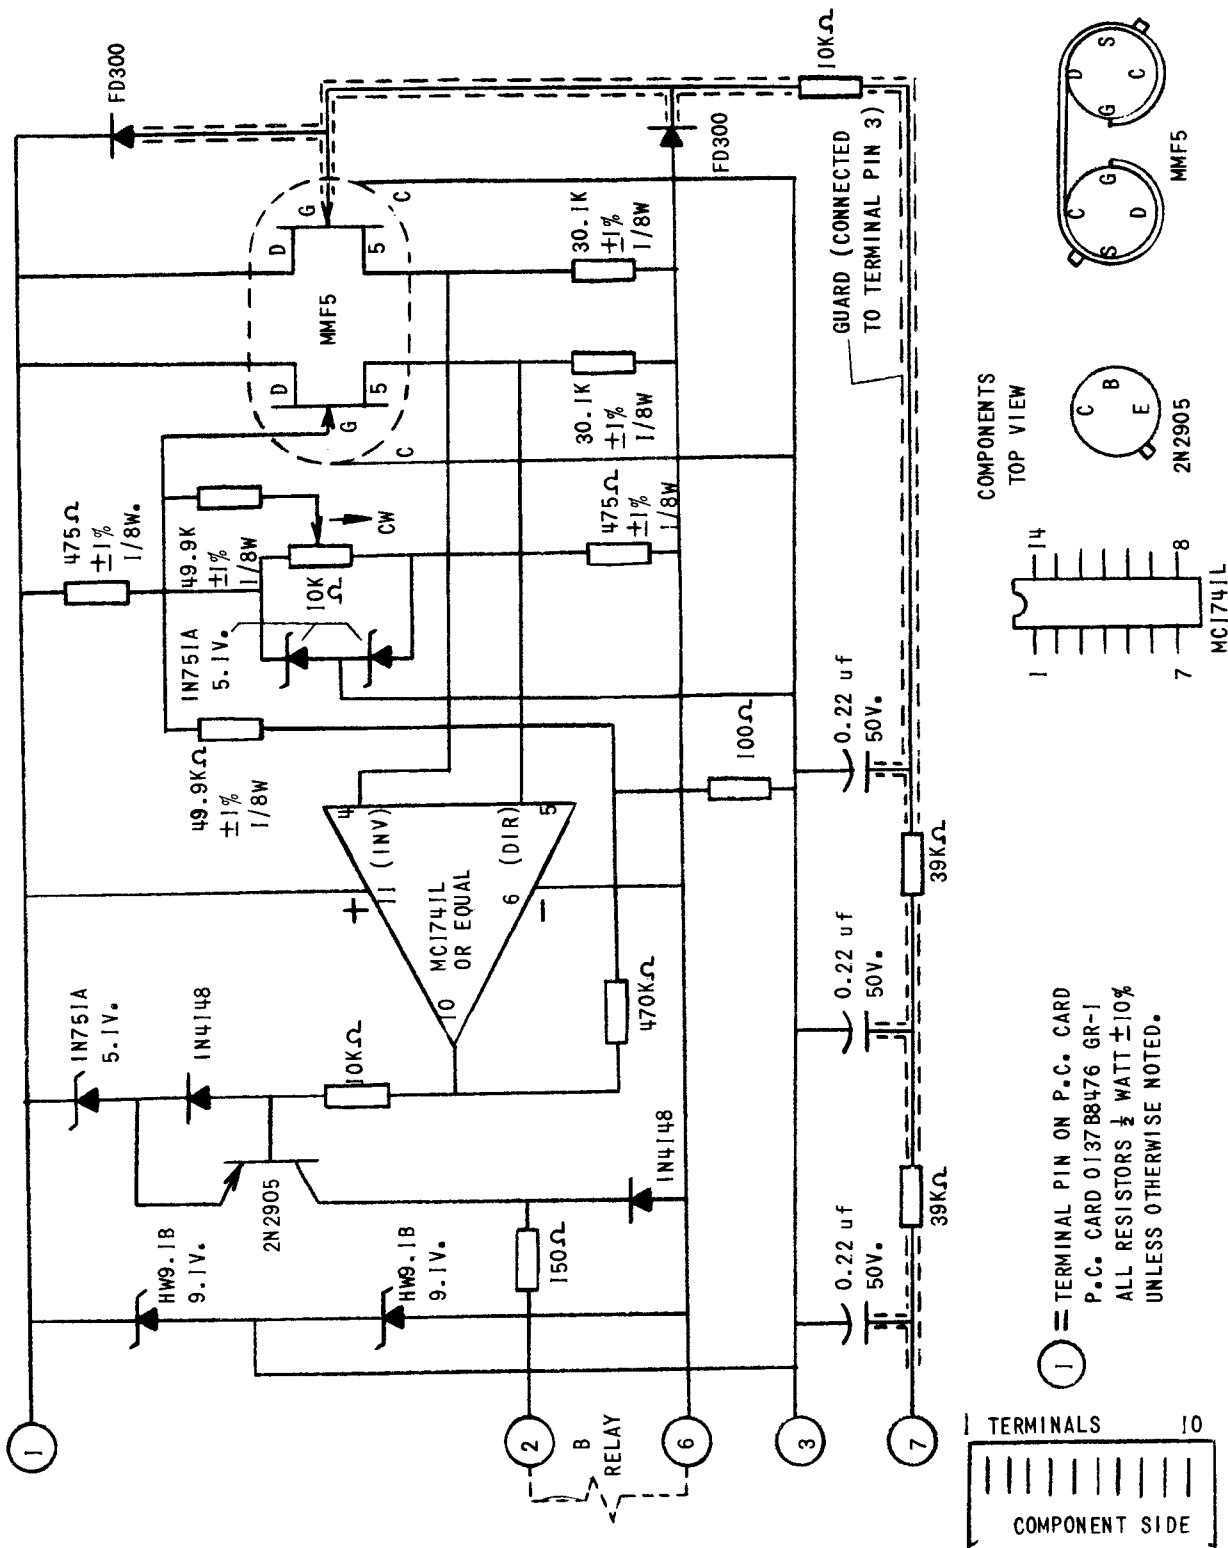 1
FD300
475Ω
±1%
1/8W.
49.9K
±1%
1/8W
1N751A
5.1V.
10K
Ω
CW
D
G
5
C
MMF5
D
G
5
C
49.9KΩ
±1%
1/8W
1N751A
5.1V.
1N4148
10KΩ
2N2905
HW9.1B
9.1V.
HW9.1B
9.1V.
4
(INV)
11
+
MC1741L
OR EQUAL
10
(DIR)
5
6
−
470KΩ
100Ω
475Ω
±1%
1/8W
30.1K
±1%
1/8W
30.1K
±1%
1/8W
FD300
10KΩ
150Ω
1N4148
2
B
RELAY
6
3
7
0.22 uf
50V.
0.22 uf
50V.
0.22 uf
50V.
39KΩ
39KΩ
GUARD (CONNECTED
TO TERMINAL PIN 3)
1 TERMINALS 10
COMPONENT SIDE
1 = TERMINAL PIN ON P.C. CARD
P.C. CARD 0137B8476 GR-1
ALL RESISTORS ½ WATT ±10%
UNLESS OTHERWISE NOTED.
COMPONENTS
TOP VIEW
1
14
7
8
MC1741L
C
B
E
2N2905
C
G
S
D
D
S
G
C
MMF5